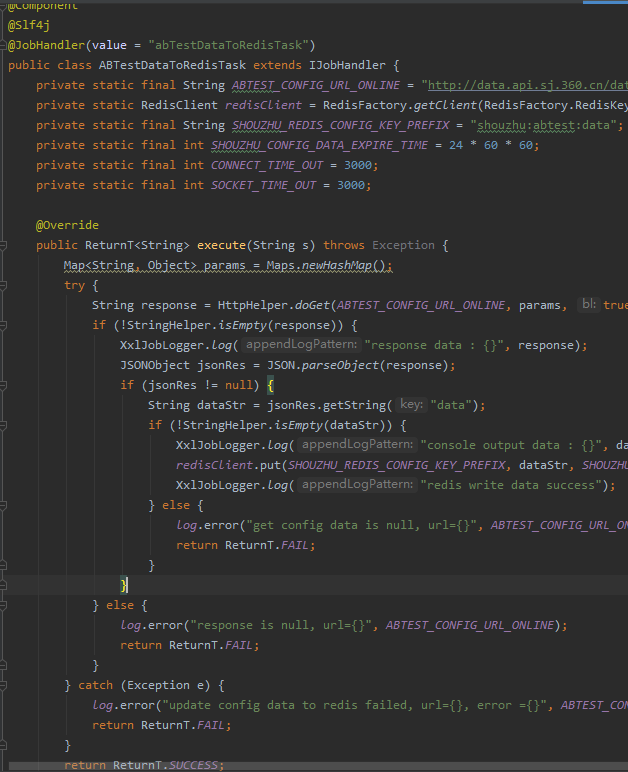 @Component
@Slf4j
@JobHandler(value = "abTestDataToRedisTask")
public class ABTestDataToRedisTask extends IJobHandler {
private static final String ABTEST_CONFIG_URL_ONLINE = "http://data.api.sj.360.cn/dat
private static RedisClient redisClient = RedisFactory.getClient(RedisFactory.RedisKey
private static final String SHOUZHU_REDIS_CONFIG_KEY_PREFIX = "shouzhu:abtest:data";
private static final int SHOUZHU_CONFIG_DATA_EXPIRE_TIME = 24 * 60 * 60;
private static final int CONNECT_TIME_OUT = 3000;
private static final int SOCKET_TIME_OUT = 3000;
@Override
public ReturnT<String> execute(String s) throws Exception {
Map<String, Object> params = Maps.newHashMap();
try {
String response = HttpHelper.doGet(ABTEST_CONFIG_URL_ONLINE, params, bl: true
if (!StringHelper.isEmpty(response)) {
XxlJobLogger.log( appendLogPattern: "response data : {}", response);
JSONObject jsonRes = JSON.parseObject(response);
if (jsonRes != null) {
String dataStr = jsonRes.getString( key: "data");
if (!StringHelper.isEmpty(dataStr)) {
XxlJobLogger.log( appendLogPattern: "console output data : {}", da
redisClient.put(SHOUZHU_REDIS_CONFIG_KEY_PREFIX, dataStr, SHOUZHU
XxlJobLogger.log( appendLogPattern: "redis write data success");
} else {
log.error("get config data is null, url={}", ABTEST_CONFIG_URL_ON
return ReturnT.FAIL;
}
}
} else {
log.error("response is null, url={}", ABTEST_CONFIG_URL_ONLINE);
return ReturnT.FAIL;
}
} catch (Exception e) {
log.error("update config data to redis failed, url={}, error ={}", ABTEST_CON
return ReturnT.FAIL;
}
return ReturnT.SUCCESS;